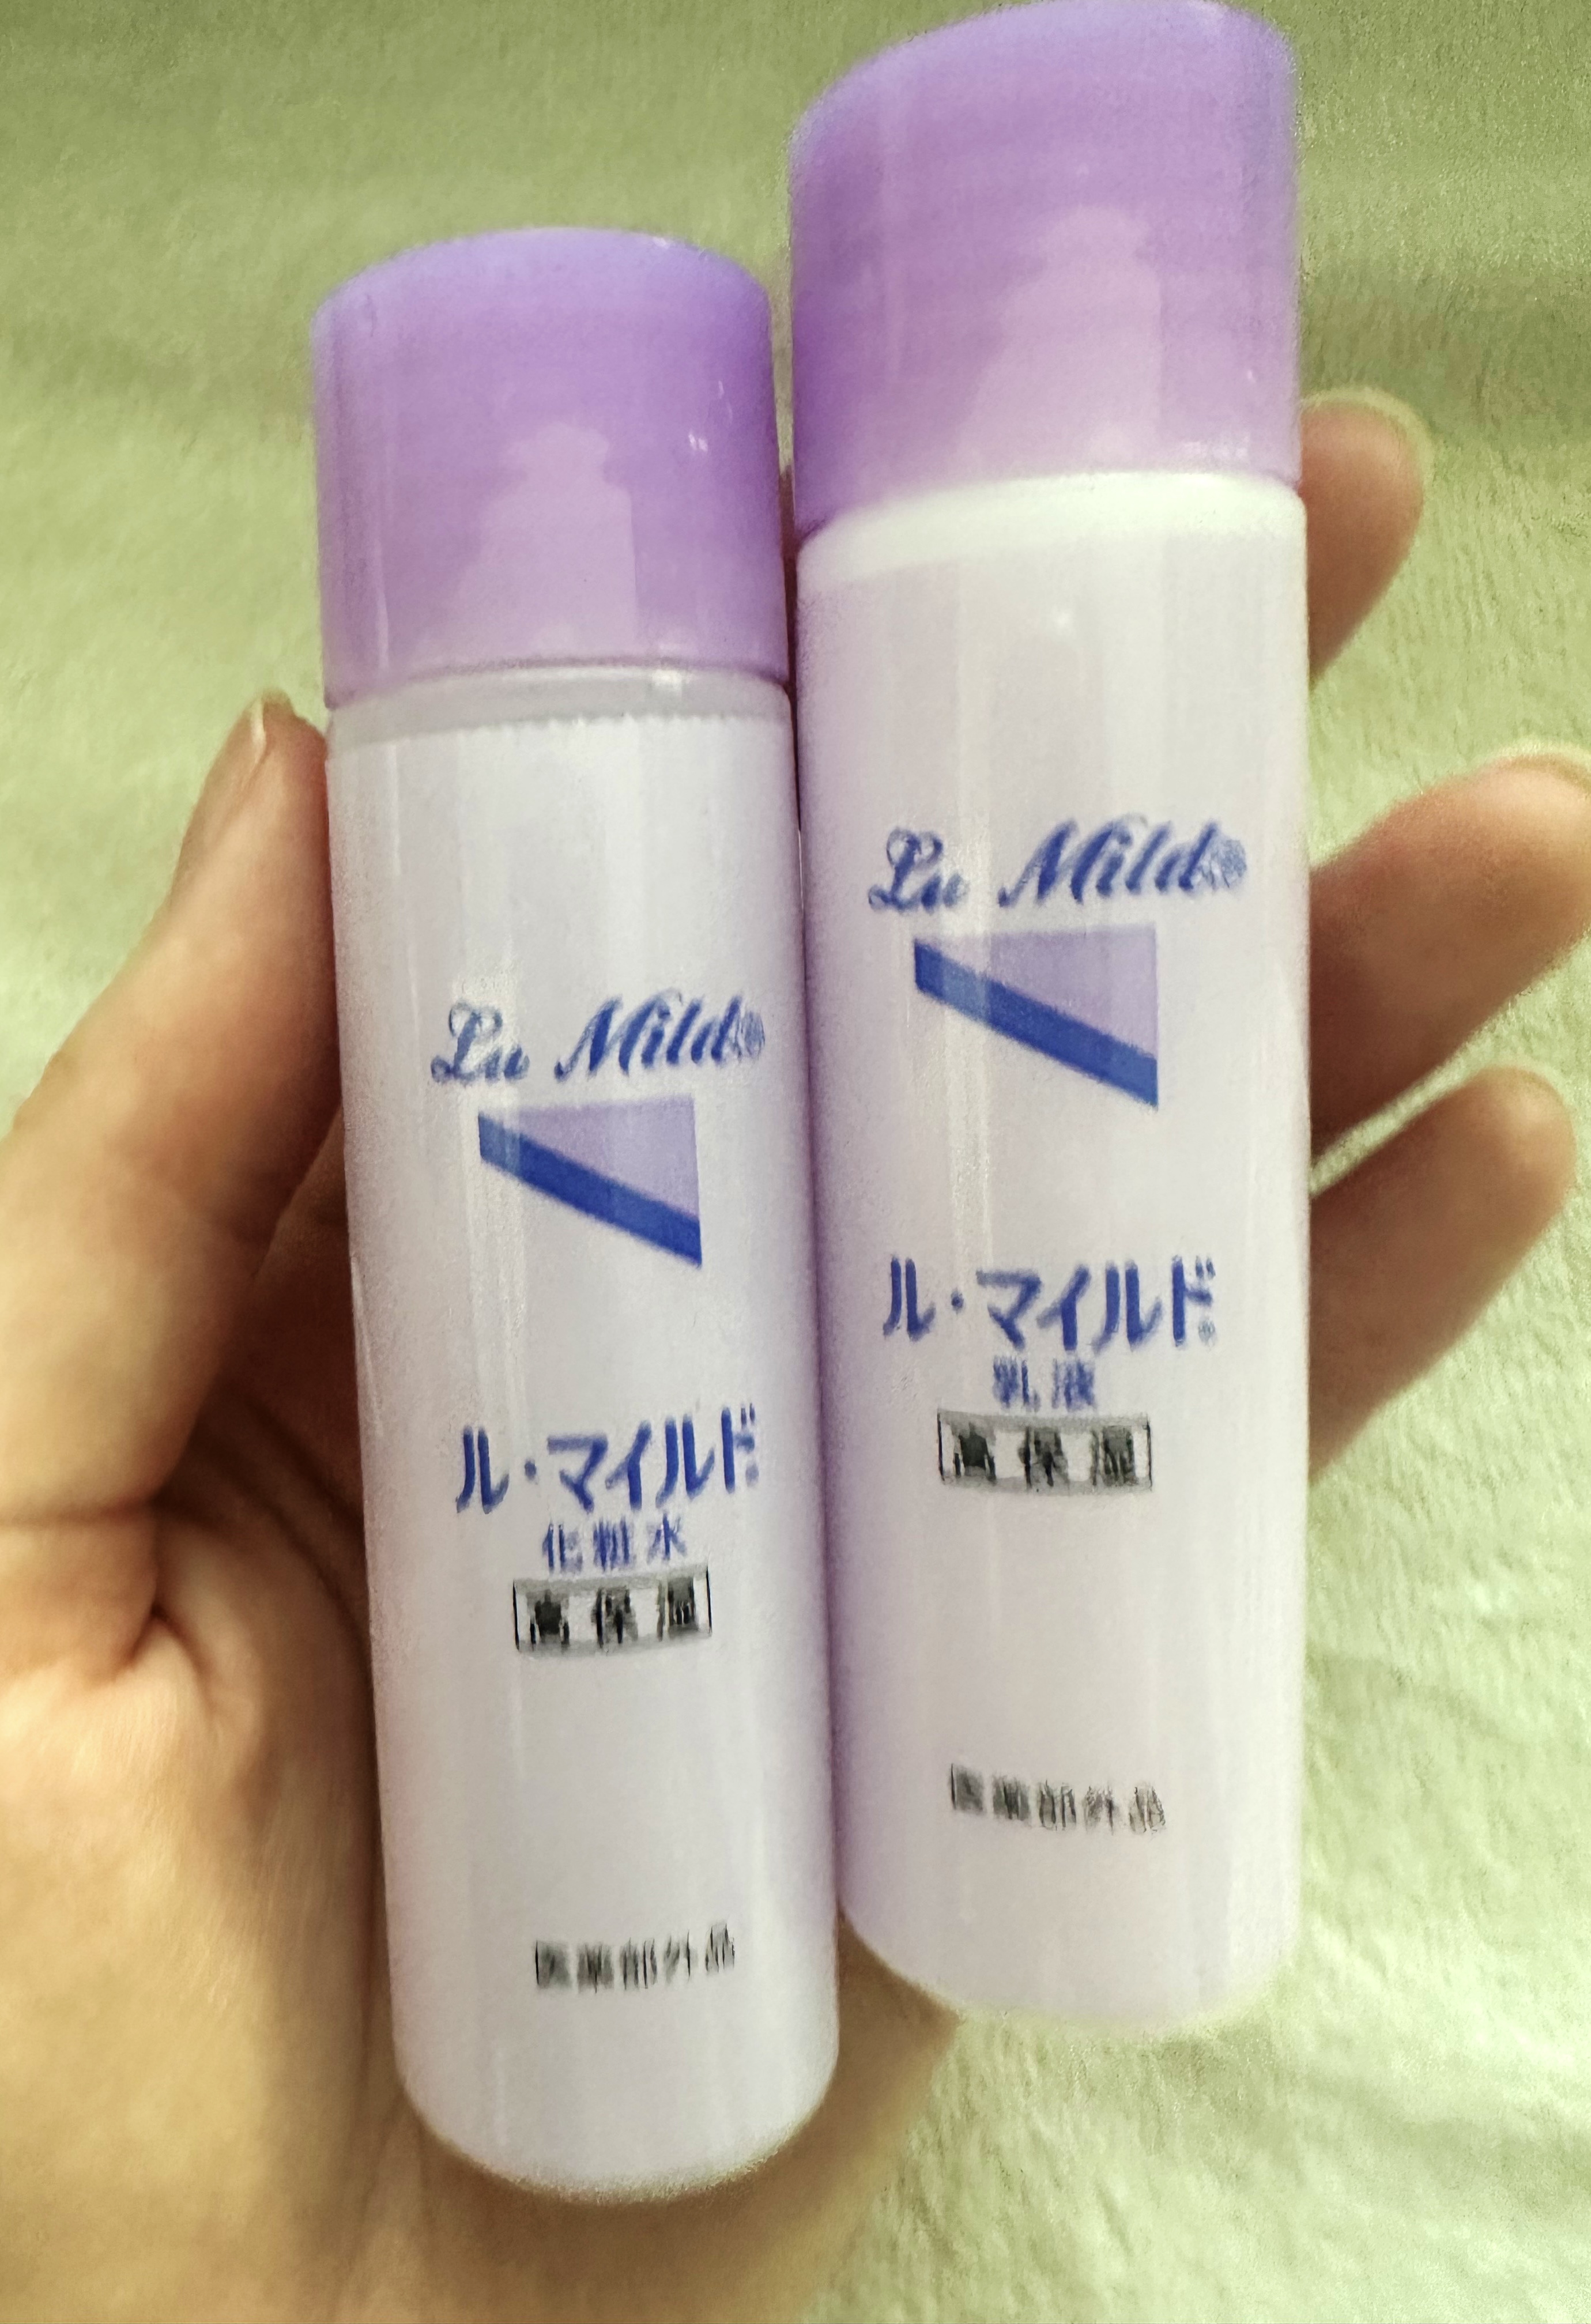 Lu Mild®
ル・マイルド
化粧水
高保湿
医薬部外品
Lu Mild®
ル・マイルド®
乳液
高保湿
医薬部外品